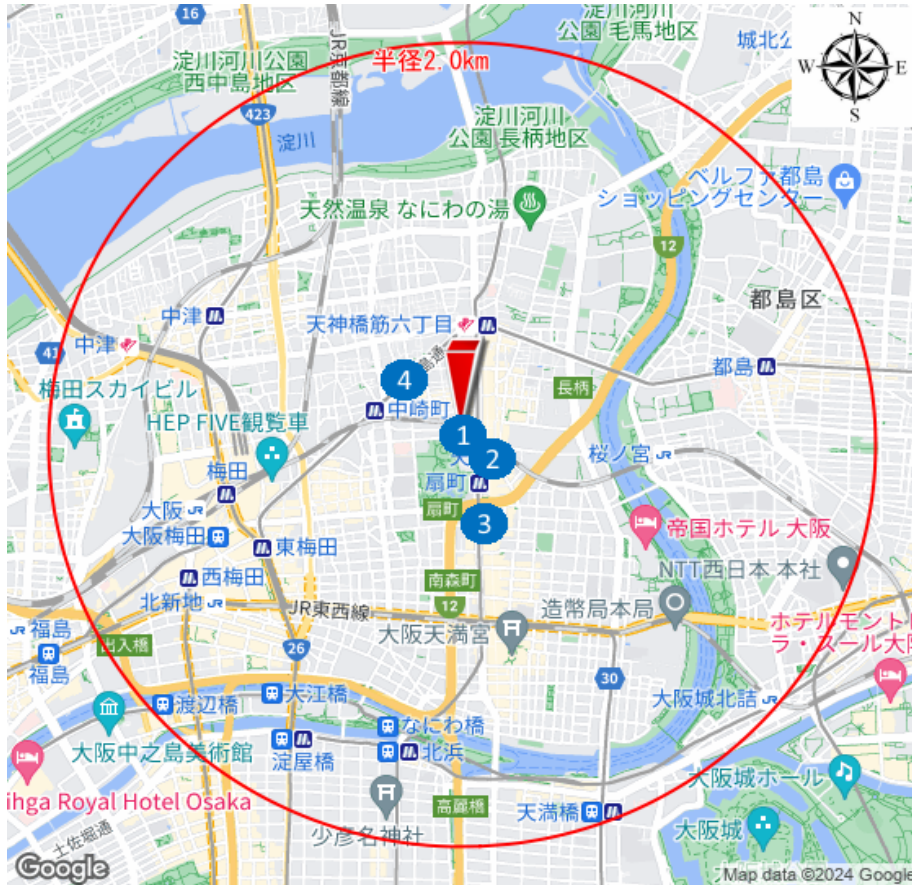 16
淀川河川公園
西中島地区
JR京都線
半径2.0km
淀川河川
公園 毛馬地区
城北公
N
W
E
S
423
淀川
淀川河川
公園 長柄地区
ベルファ都島
ショッピングセンター
天然温泉 なにわの湯
12
都島区
中津
中津
41
天神橋筋六丁目
都島
長柄
梅田スカイビル
4
中崎町
HEP FIVE観覧車
1
2
桜ノ宮
梅田
扇町
扇町
3
大阪
大阪梅田
東梅田
帝国ホテル 大阪
NTT西日本 本社
西梅田
北新地
南森町
12
JR東西線
造幣局本局
大阪天満宮
ホテルモント
ラ・スール大阪
福島
福島
出入橋
26
30
大阪城北詰
渡辺橋
大江橋
なにわ橋
大阪中之島美術館
淀屋橋
北浜
大阪城ホール
ihga Royal Hotel Osaka
高麗橋
天満橋
少彦名神社
大阪城
土佐堀通
Google
Map data ©2024 Google